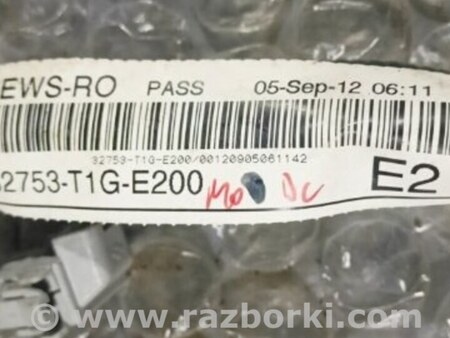 EWS-RO PASS 05-Sep-12 06:11
32753-T1G-E200/00120905061142
32753-T1G-E200 E2
www.razborki.com